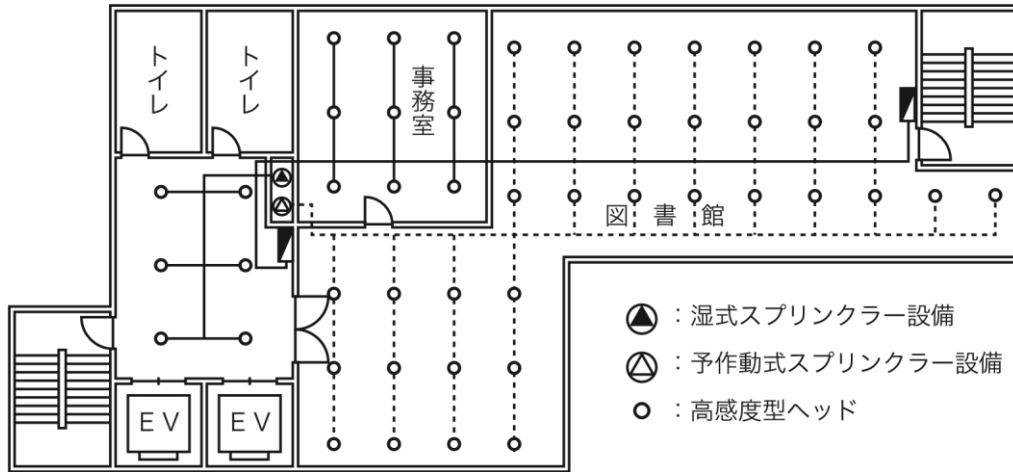 トイレ
トイレ
事務室
図書館
EV
EV
：湿式スプリンクラー設備
：予作動式スプリンクラー設備
：高感度型ヘッド